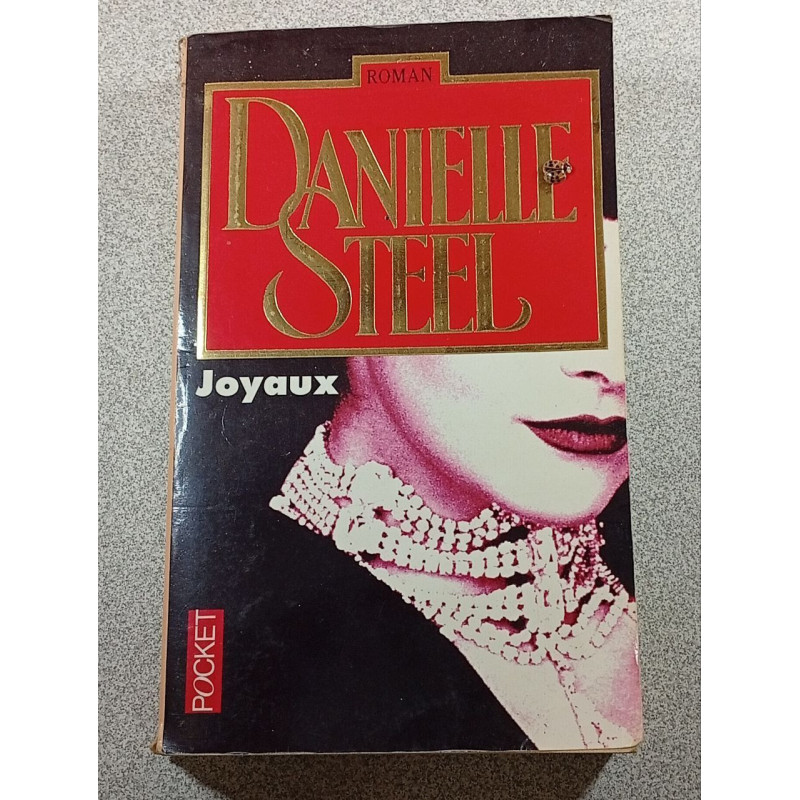 ROMAN
DANIELLE
STEEL
Joyaux
POCKET